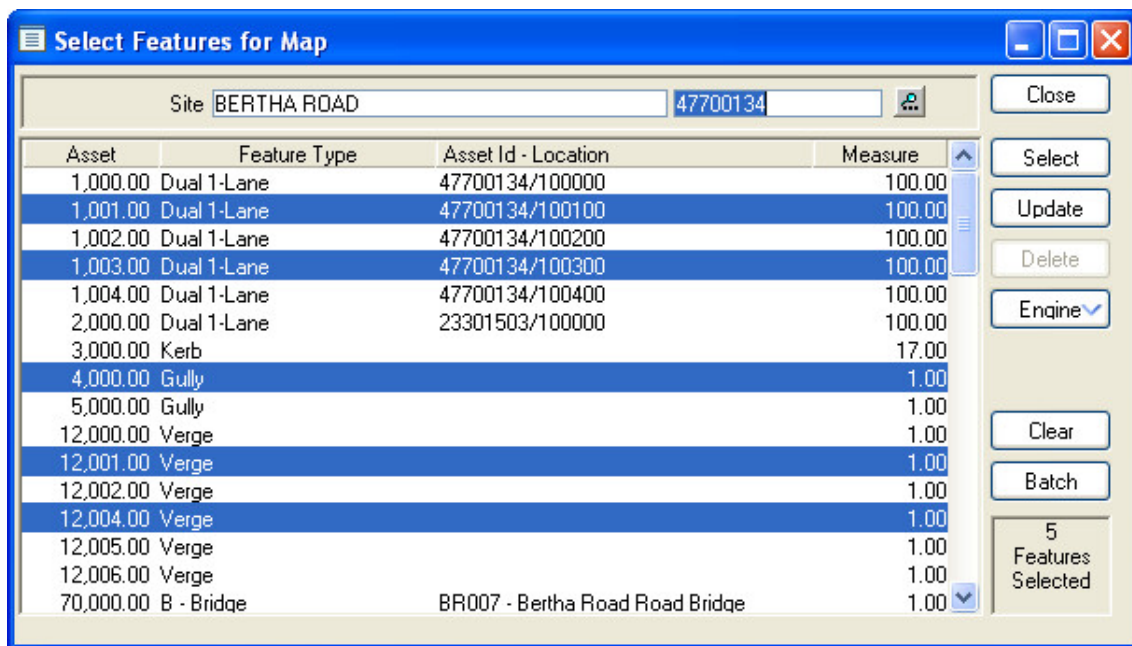 Select Features for Map
Site BERTHA ROAD 47700134 Close
Asset Feature Type Asset Id - Location Measure Select
1,000.00 Dual 1-Lane 47700134/100000 100.00
1,001.00 Dual 1-Lane 47700134/100100 100.00 Update
1,002.00 Dual 1-Lane 47700134/100200 100.00
1,003.00 Dual 1-Lane 47700134/100300 100.00 Delete
1,004.00 Dual 1-Lane 47700134/100400 100.00 Engine
2,000.00 Dual 1-Lane 23301503/100000 100.00
3,000.00 Kerb 17.00
4,000.00 Gully 1.00
5,000.00 Gully 1.00
12,000.00 Verge 1.00 Clear
12,001.00 Verge 1.00
12,002.00 Verge 1.00 Batch
12,004.00 Verge 1.00
12,005.00 Verge 1.00
12,006.00 Verge 1.00
70,000.00 B - Bridge BR007 - Bertha Road Road Bridge 1.00
5
Features
Selected